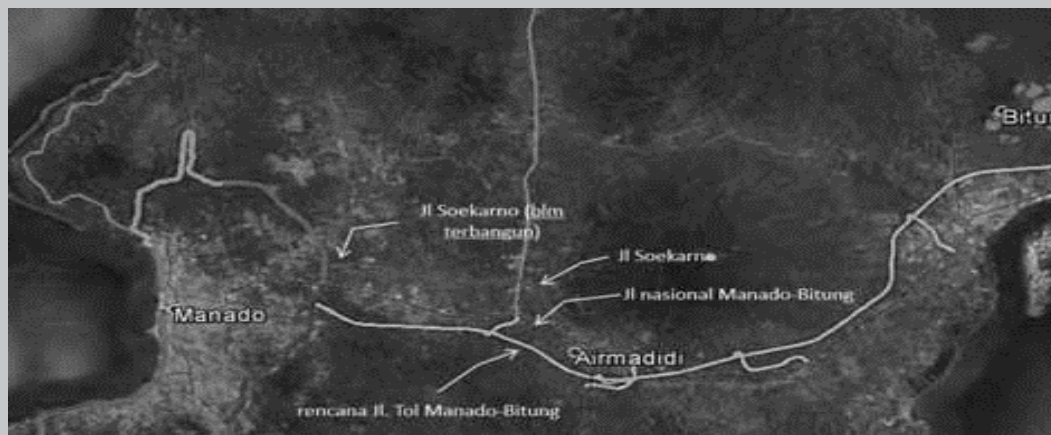 Bitu
Jl Soekarno (blm
terbangun)
Jl Soekarno
Jl nasional Manado-Bitung
Manado
Airmadidi
rencana Jl. Tol Manado-Bitung